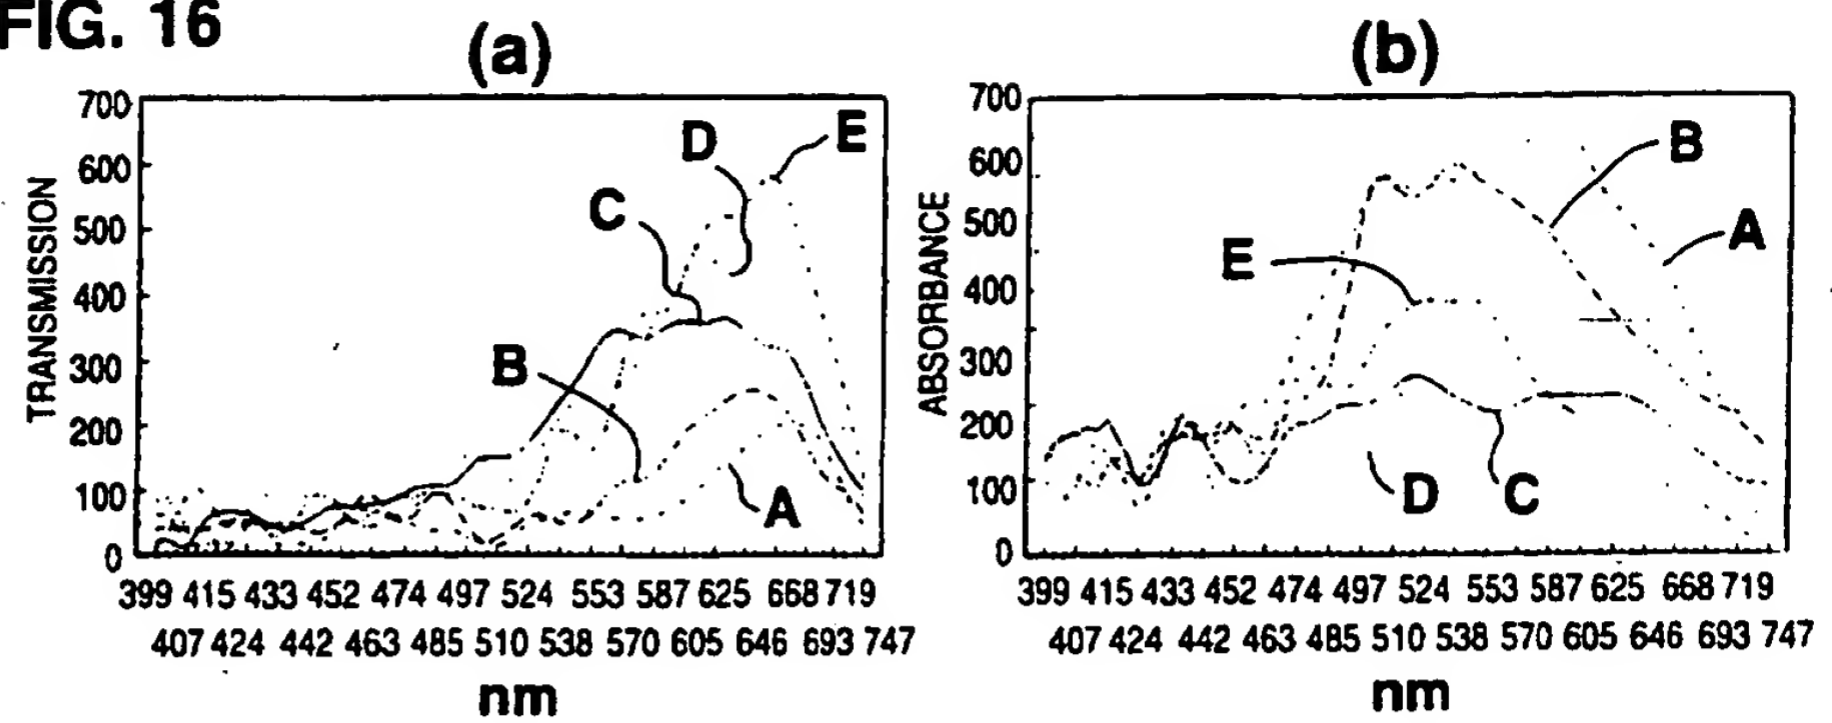 FIG. 16
(a)
(b)
TRANSMISSION
700
600
500
400
300
200
100
0
C
D
E
B
A
399 415 433 452 474 497 524 553 587 625 668 719
407 424 442 463 485 510 538 570 605 646 693 747
nm
ABSORBANCE
700
600
500
400
300
200
100
0
B
A
E
D
C
399 415 433 452 474 497 524 553 587 625 668 719
407 424 442 463 485 510 538 570 605 646 693 747
nm